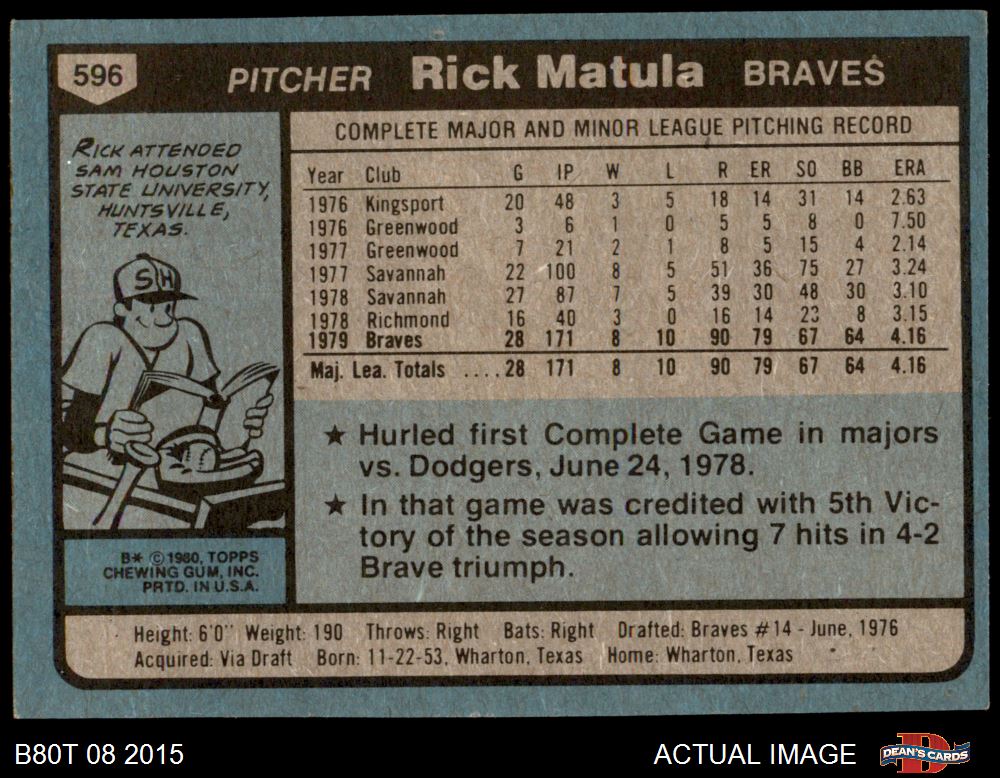 596 PITCHER Rick Matula BRAVES
RICK ATTENDED
SAM HOUSTON
STATE UNIVERSITY,
HUNTSVILLE,
TEXAS.
SH
B* © 1980, TOPPS
CHEWING GUM, INC.
PRTD. IN U.S.A.
COMPLETE MAJOR AND MINOR LEAGUE PITCHING RECORD
Year Club G IP W L R ER SO BB ERA
1976 Kingsport 20 48 3 5 18 14 31 14 2.63
1976 Greenwood 3 6 1 0 5 5 8 0 7.50
1977 Greenwood 7 21 2 1 8 5 15 4 2.14
1977 Savannah 22 100 8 5 51 36 75 27 3.24
1978 Savannah 27 87 7 5 39 30 48 30 3.10
1978 Richmond 16 40 3 0 16 14 23 8 3.15
1979 Braves 28 171 8 10 90 79 67 64 4.16
Maj. Lea. Totals ....28 171 8 10 90 79 67 64 4.16
★ Hurled first Complete Game in majors
vs. Dodgers, June 24, 1978.
★ In that game was credited with 5th Vic-
tory of the season allowing 7 hits in 4-2
Brave triumph.
Height: 6'0" Weight: 190 Throws: Right Bats: Right Drafted: Braves #14 - June, 1976
Acquired: Via Draft Born: 11-22-53, Wharton, Texas Home: Wharton, Texas
B80T 08 2015 ACTUAL IMAGE DEAN'S CARDS